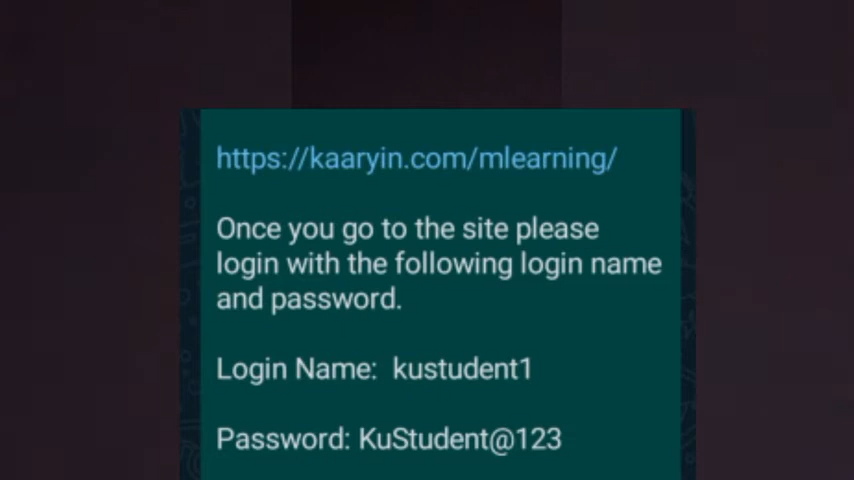 https://kaaryin.com/mlearning/
Once you go to the site please
login with the following login name
and password.
Login Name:  kustudent1
Password: KuStudent@123